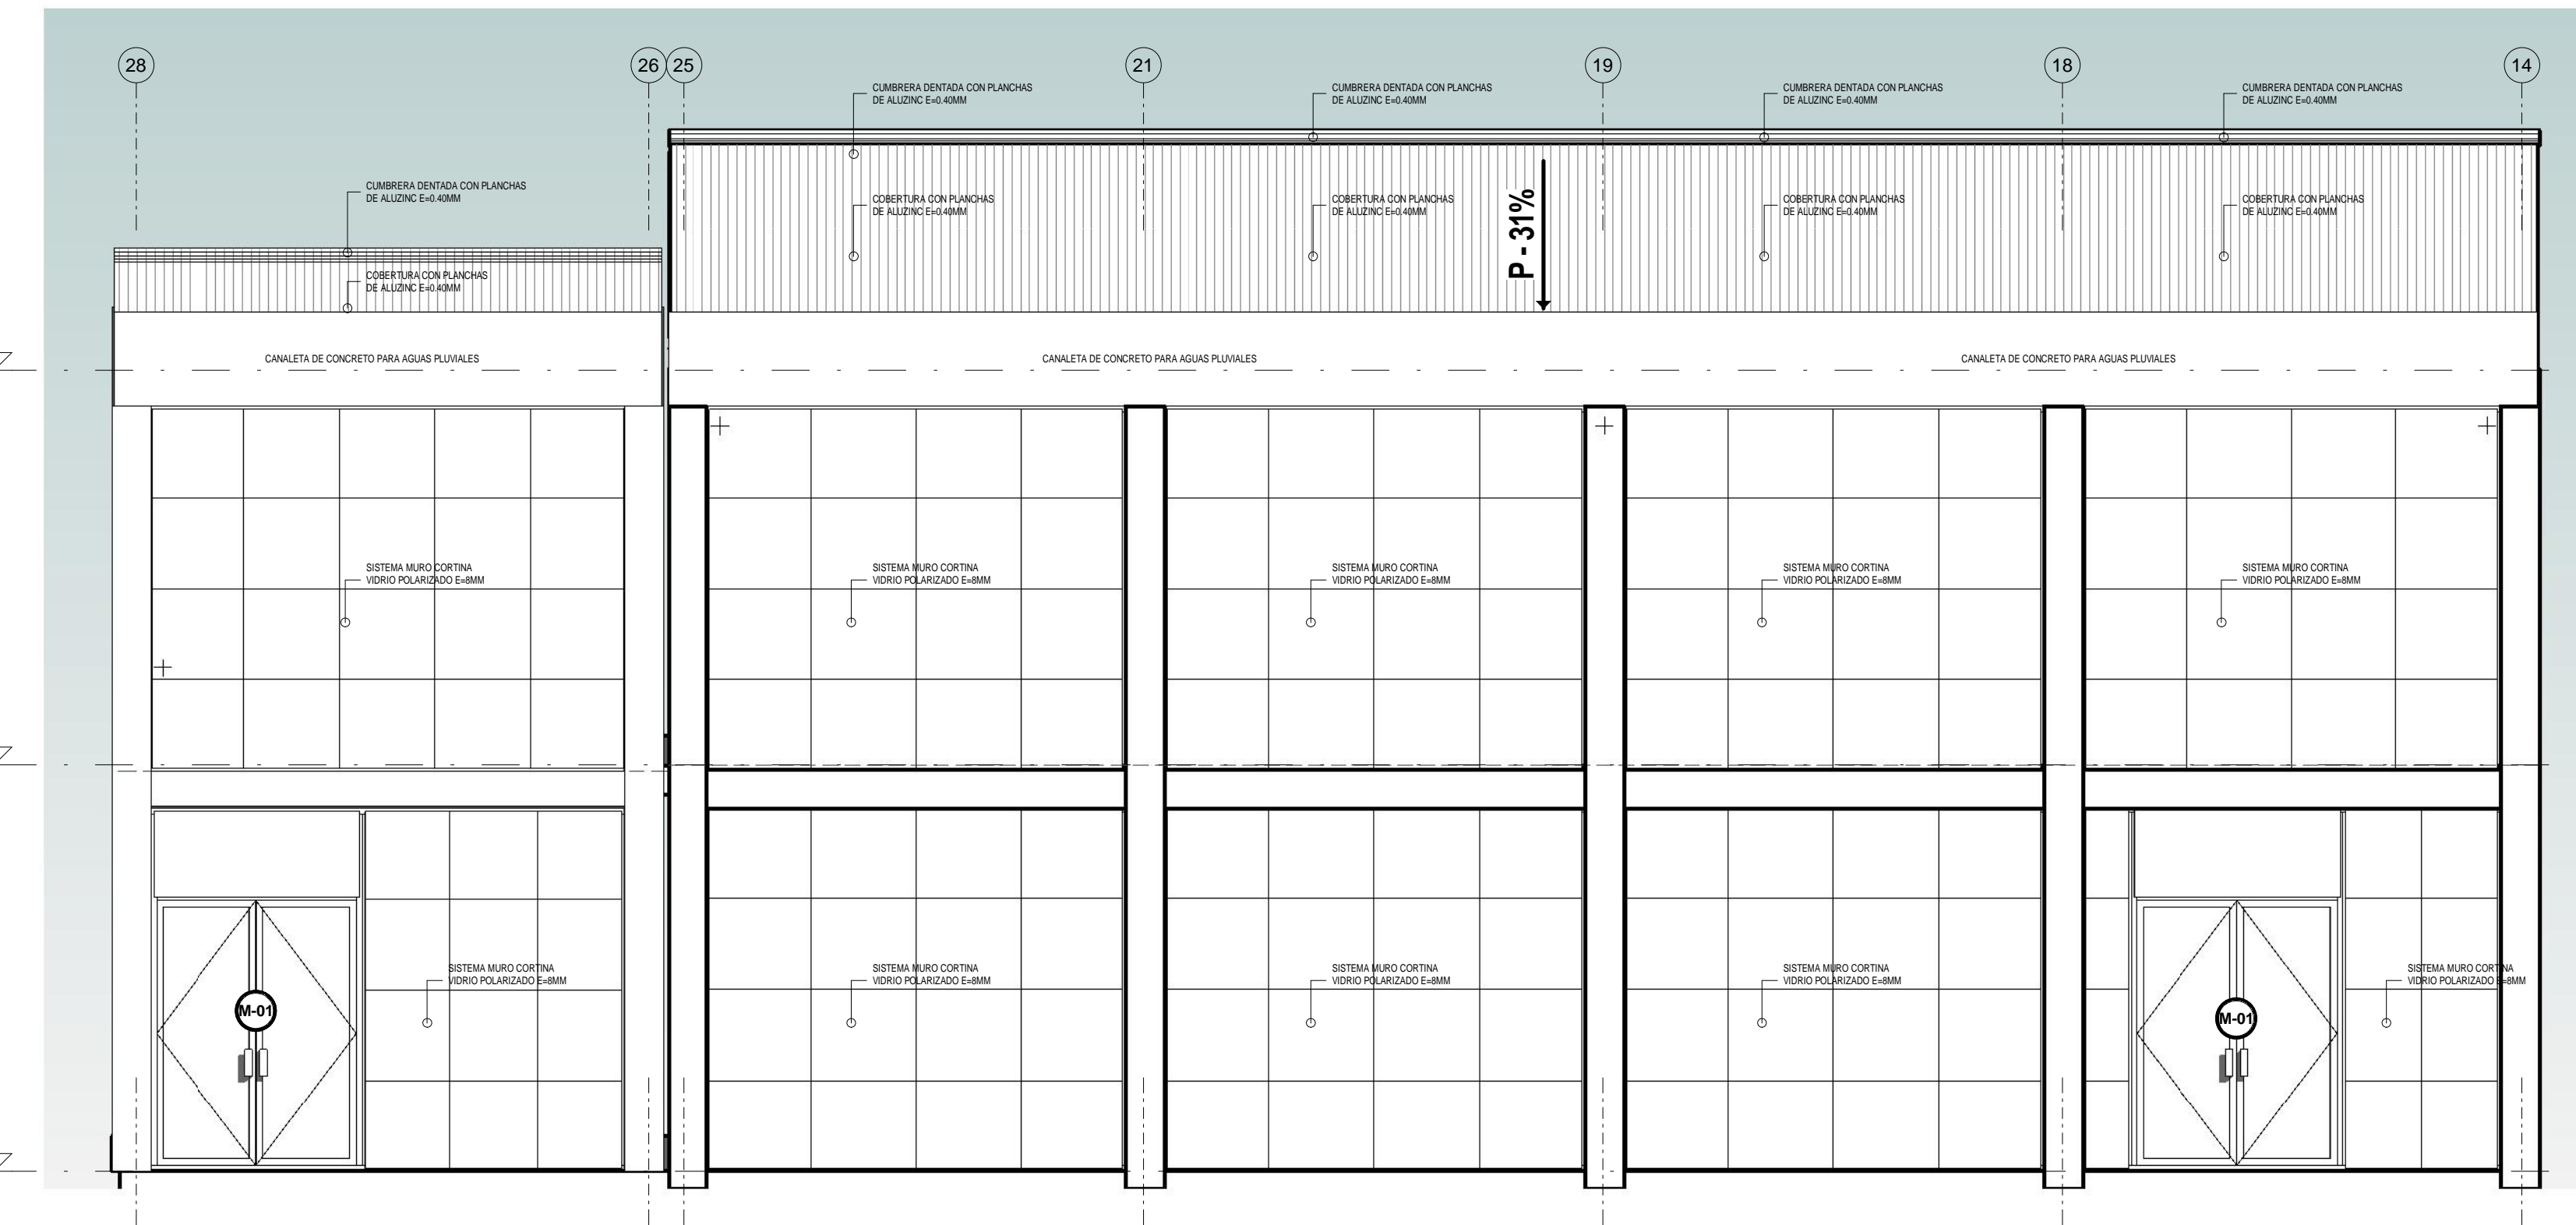 28
26
25
21
19
18
14
CUMBRERA DENTADA CON PLANCHAS
DE ALUZINC E=0.40MM
CUMBRERA DENTADA CON PLANCHAS
DE ALUZINC E=0.40MM
CUMBRERA DENTADA CON PLANCHAS
DE ALUZINC E=0.40MM
CUMBRERA DENTADA CON PLANCHAS
DE ALUZINC E=0.40MM
CUMBRERA DENTADA CON PLANCHAS
DE ALUZINC E=0.40MM
COBERTURA CON PLANCHAS
DE ALUZINC E=0.40MM
COBERTURA CON PLANCHAS
DE ALUZINC E=0.40MM
P - 31%
COBERTURA CON PLANCHAS
DE ALUZINC E=0.40MM
COBERTURA CON PLANCHAS
DE ALUZINC E=0.40MM
COBERTURA CON PLANCHAS
DE ALUZINC E=0.40MM
CANALETA DE CONCRETO PARA AGUAS PLUVIALES
CANALETA DE CONCRETO PARA AGUAS PLUVIALES
CANALETA DE CONCRETO PARA AGUAS PLUVIALES
SISTEMA MURO CORTINA
VIDRIO POLARIZADO E=8MM
SISTEMA MURO CORTINA
VIDRIO POLARIZADO E=8MM
SISTEMA MURO CORTINA
VIDRIO POLARIZADO E=8MM
SISTEMA MURO CORTINA
VIDRIO POLARIZADO E=8MM
SISTEMA MURO CORTINA
VIDRIO POLARIZADO E=8MM
SISTEMA MURO CORTINA
VIDRIO POLARIZADO E=8MM
SISTEMA MURO CORTINA
VIDRIO POLARIZADO E=8MM
SISTEMA MURO CORTINA
VIDRIO POLARIZADO E=8MM
SISTEMA MURO CORTINA
VIDRIO POLARIZADO E=8MM
SISTEMA MURO CORTINA
VIDRIO POLARIZADO E=8MM
M-01
M-01